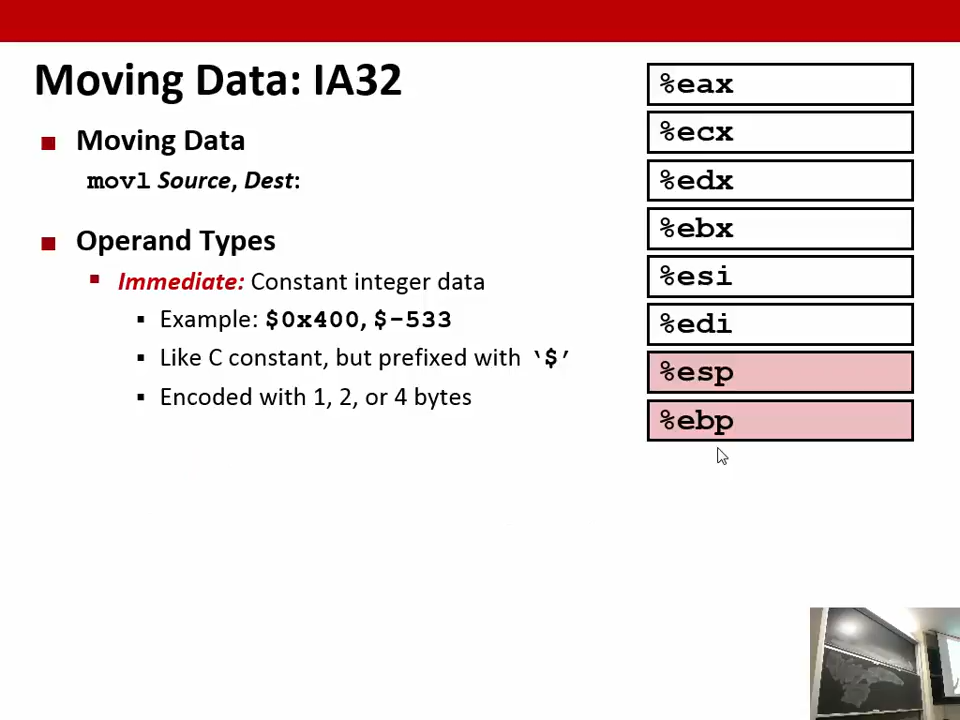 Moving Data: IA32
■ Moving Data
movl Source, Dest:
■ Operand Types
▪ Immediate: Constant integer data
▪ Example: $0x400, $-533
▪ Like C constant, but prefixed with ‘$’
▪ Encoded with 1, 2, or 4 bytes
%eax
%ecx
%edx
%ebx
%esi
%edi
%esp
%ebp